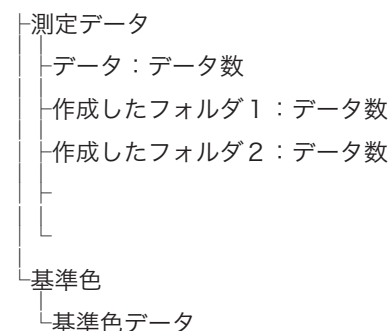 測定データ
データ：データ数
作成したフォルダ１：データ数
作成したフォルダ２：データ数
基準色
基準色データ